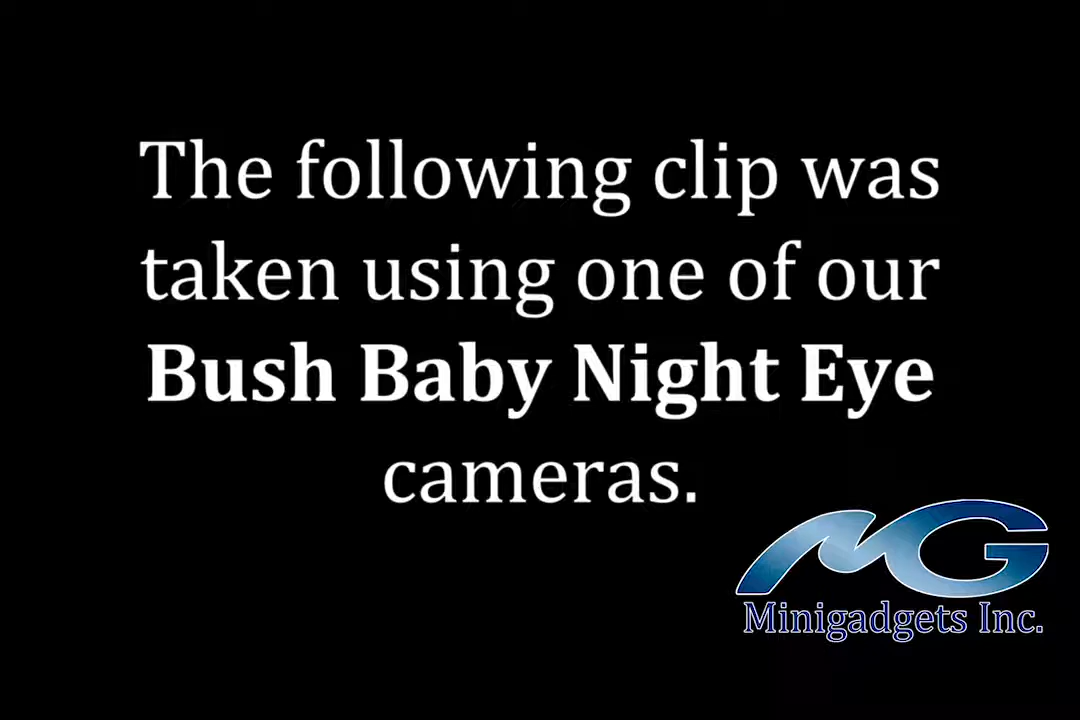 The following clip was
taken using one of our
Bush Baby Night Eye
cameras.
MG
Minigadgets Inc.